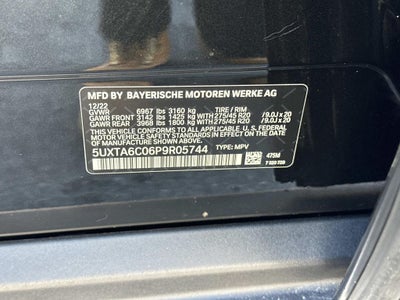 MFD BY BAYERISCHE MOTOREN WERKE AG
12/22 TIRE / RIM
GVWR 6967 lbs 3160 kg
GAWR FRONT 3142 lbs 1425 kg 275/45 R20 /9.0J x 20
GAWR REAR 3968 lbs 1800 kg 275/45 R20 /9.0J x 20
THIS VEHICLE CONFORMS TO ALL APPLICABLE U.S. FEDERAL
MOTOR VEHICLE SAFETY STANDARDS IN EFFECT ON THE
DATE OF MANUFACTURE SHOWN ABOVE.
5UXTA6C06P9R05744 TYPE: MPV
475M